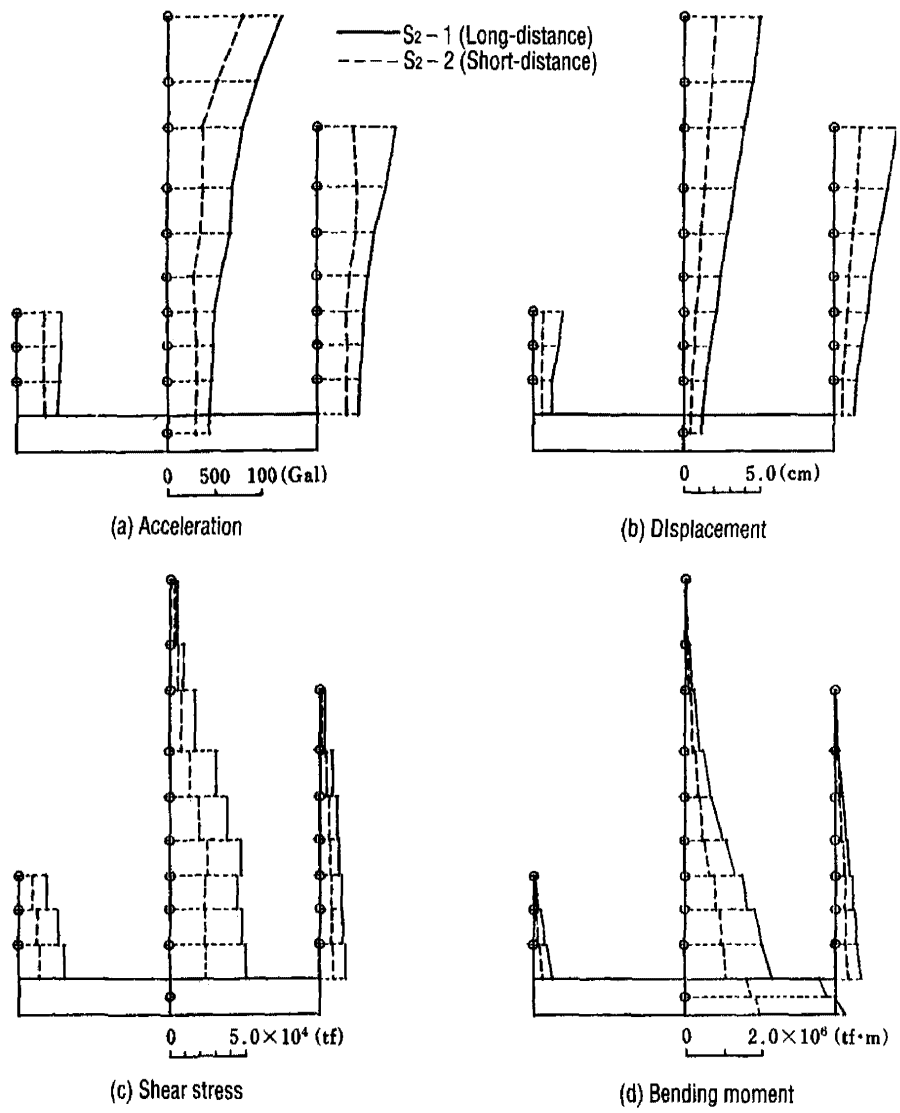 S₂-1 (Long-distance)
S₂-2 (Short-distance)
0 500 100 (Gal)
(a) Acceleration
0 5.0 (cm)
(b) DIsplacement
0 5.0×10⁴ (tf)
(c) Shear stress
0 2.0×10⁶ (tf·m)
(d) Bending moment